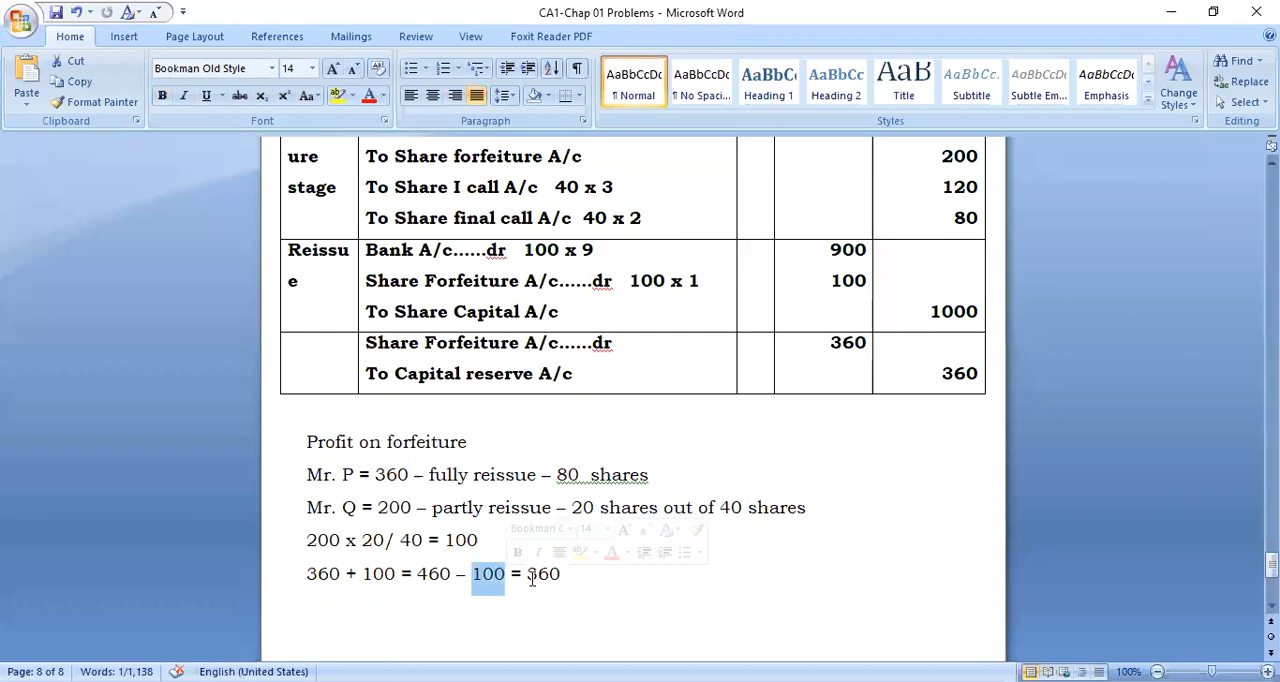 CA1-Chap 01 Problems - Microsoft Word
Home Insert Page Layout References Mailings Review View Foxit Reader PDF
Paste
Cut
Copy
Format Painter
Clipboard
Bookman Old Style 14
Font
Paragraph
AaBbCcDc AaBbCcDc AaBbCc AaBbCc AaB AaBbCc. AaBbCcDc AaBbCcDc
¶ Normal ¶ No Spaci... Heading 1 Heading 2 Title Subtitle Subtle Em... Emphasis
Change Styles
Styles
Find
Replace
Select
Editing
ure To Share forfeiture A/c 200
stage To Share I call A/c 40 x 3 120
To Share final call A/c 40 x 2 80
Reissu Bank A/c......dr 100 x 9 900
e Share Forfeiture A/c......dr 100 x 1 100
To Share Capital A/c 1000
Share Forfeiture A/c......dr 360
To Capital reserve A/c 360
Profit on forfeiture
Mr. P = 360 – fully reissue – 80 shares
Mr. Q = 200 – partly reissue – 20 shares out of 40 shares
200 x 20/ 40 = 100
Bookman O 14
360 + 100 = 460 – 100 = 360
Page: 8 of 8 Words: 1/1,138 English (United States) 100%